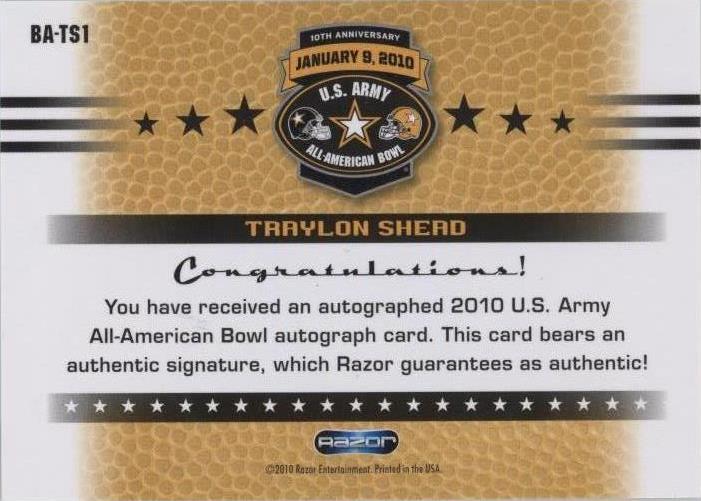 BA-TS1
10TH ANNIVERSARY
JANUARY 9, 2010
U.S. ARMY
ALL-AMERICAN BOWL
TRAYLON SHEAD
Congratulations!
You have received an autographed 2010 U.S. Army
All-American Bowl autograph card. This card bears an
authentic signature, which Razor guarantees as authentic!
Razor
©2010 Razor Entertainment. Printed in the USA.